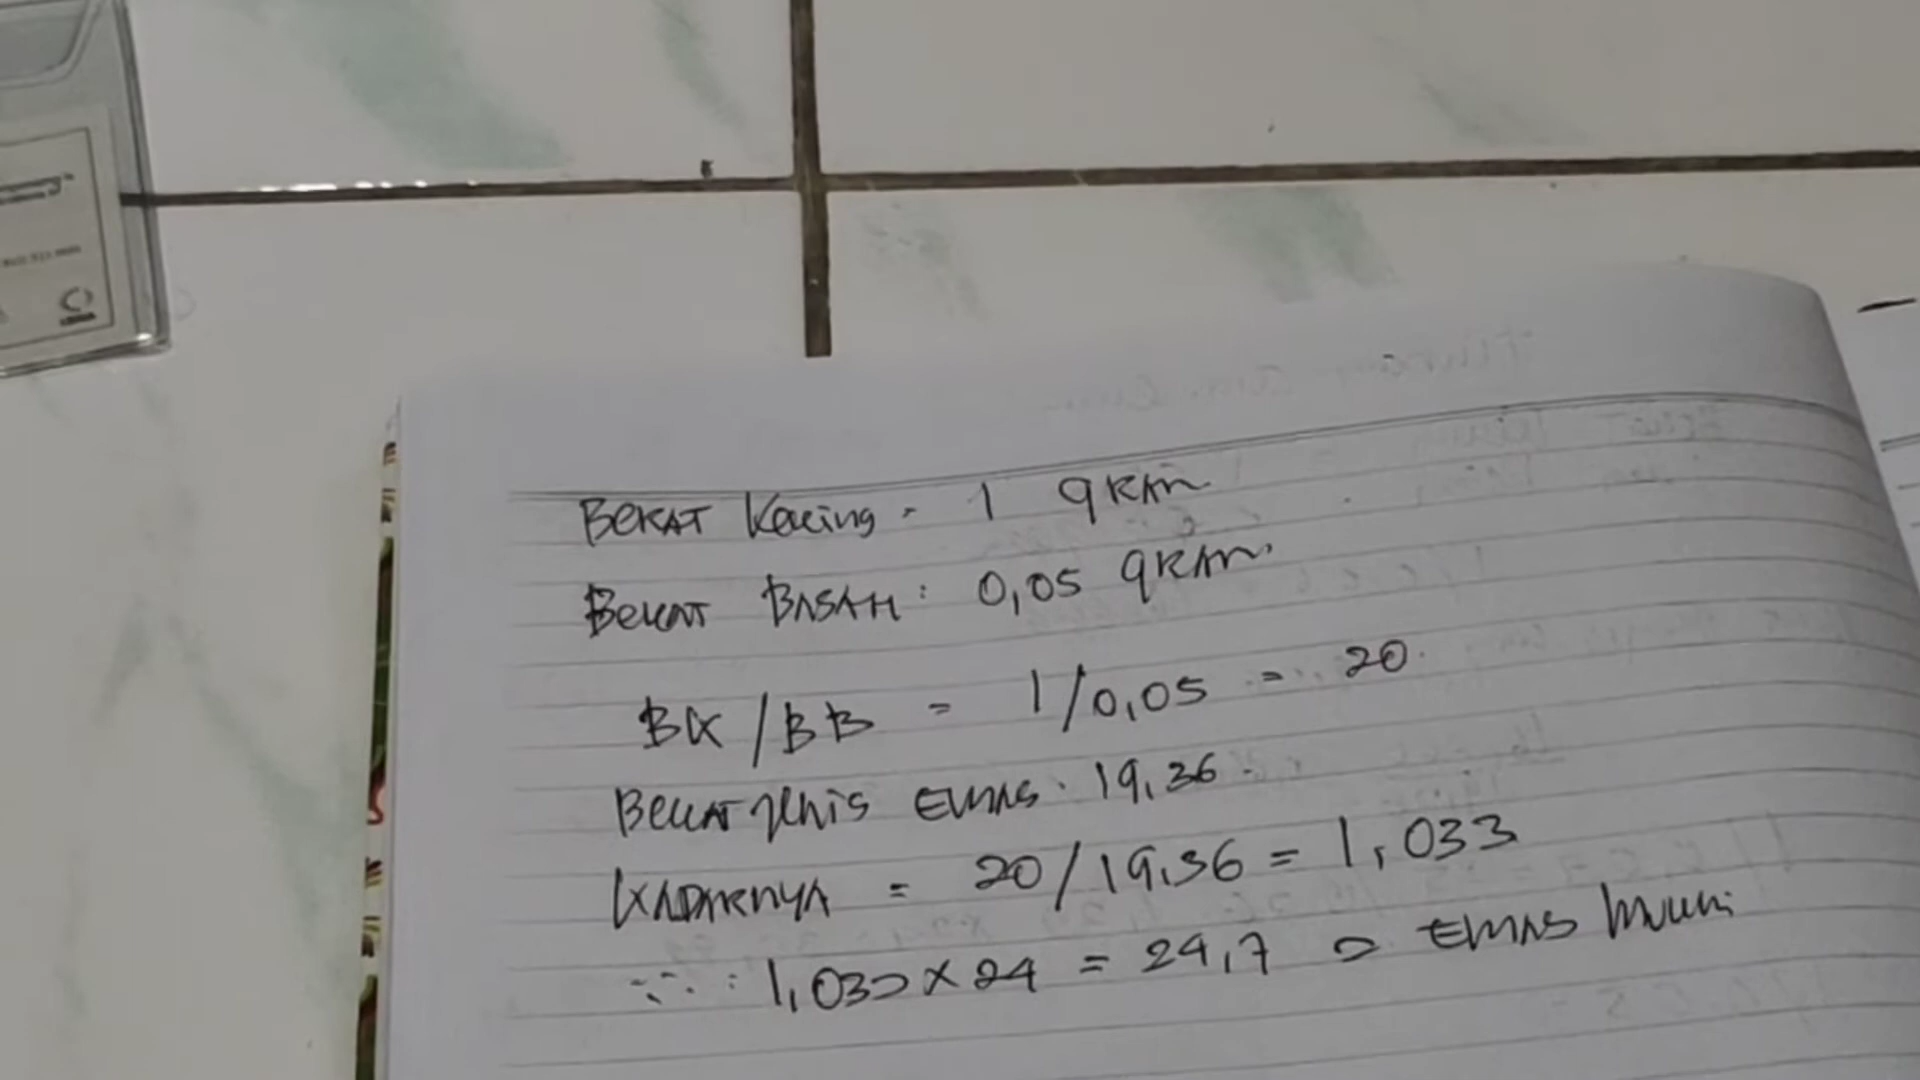 BERAT Kering = 1 gram
BERAT BASAH : 0,05 gram.
BK/BB = 1/0,05 = 20
BERAT Jenis EMAS . 19,36
KADARNYA = 20/19,36 = 1,033
1,033 x 24 = 24,7 = EMAS Murni